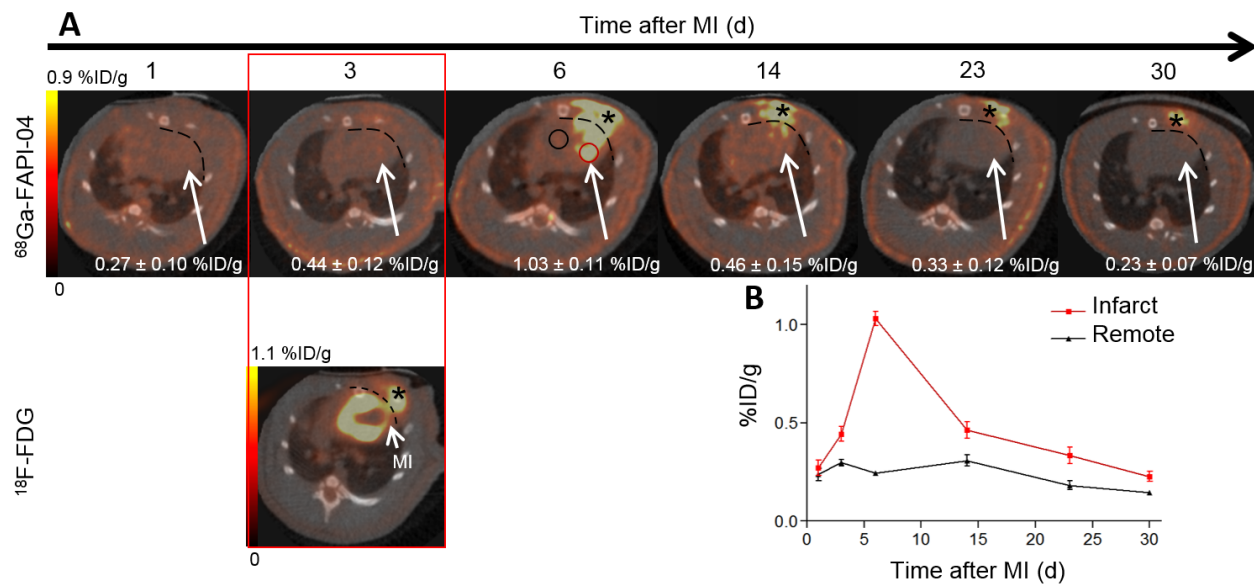 A
Time after MI (d)
1 3 6 14 23 30
0.9 %ID/g
⁶⁸Ga-FAPI-04
* * * *
0.27 ± 0.10 %ID/g 0.44 ± 0.12 %ID/g 1.03 ± 0.11 %ID/g 0.46 ± 0.15 %ID/g 0.33 ± 0.12 %ID/g 0.23 ± 0.07 %ID/g
0
1.1 %ID/g
¹⁸F-FDG
*
MI
0
B
Infarct
Remote
%ID/g
1.0
0.5
0.0
0 5 10 15 20 25 30
Time after MI (d)